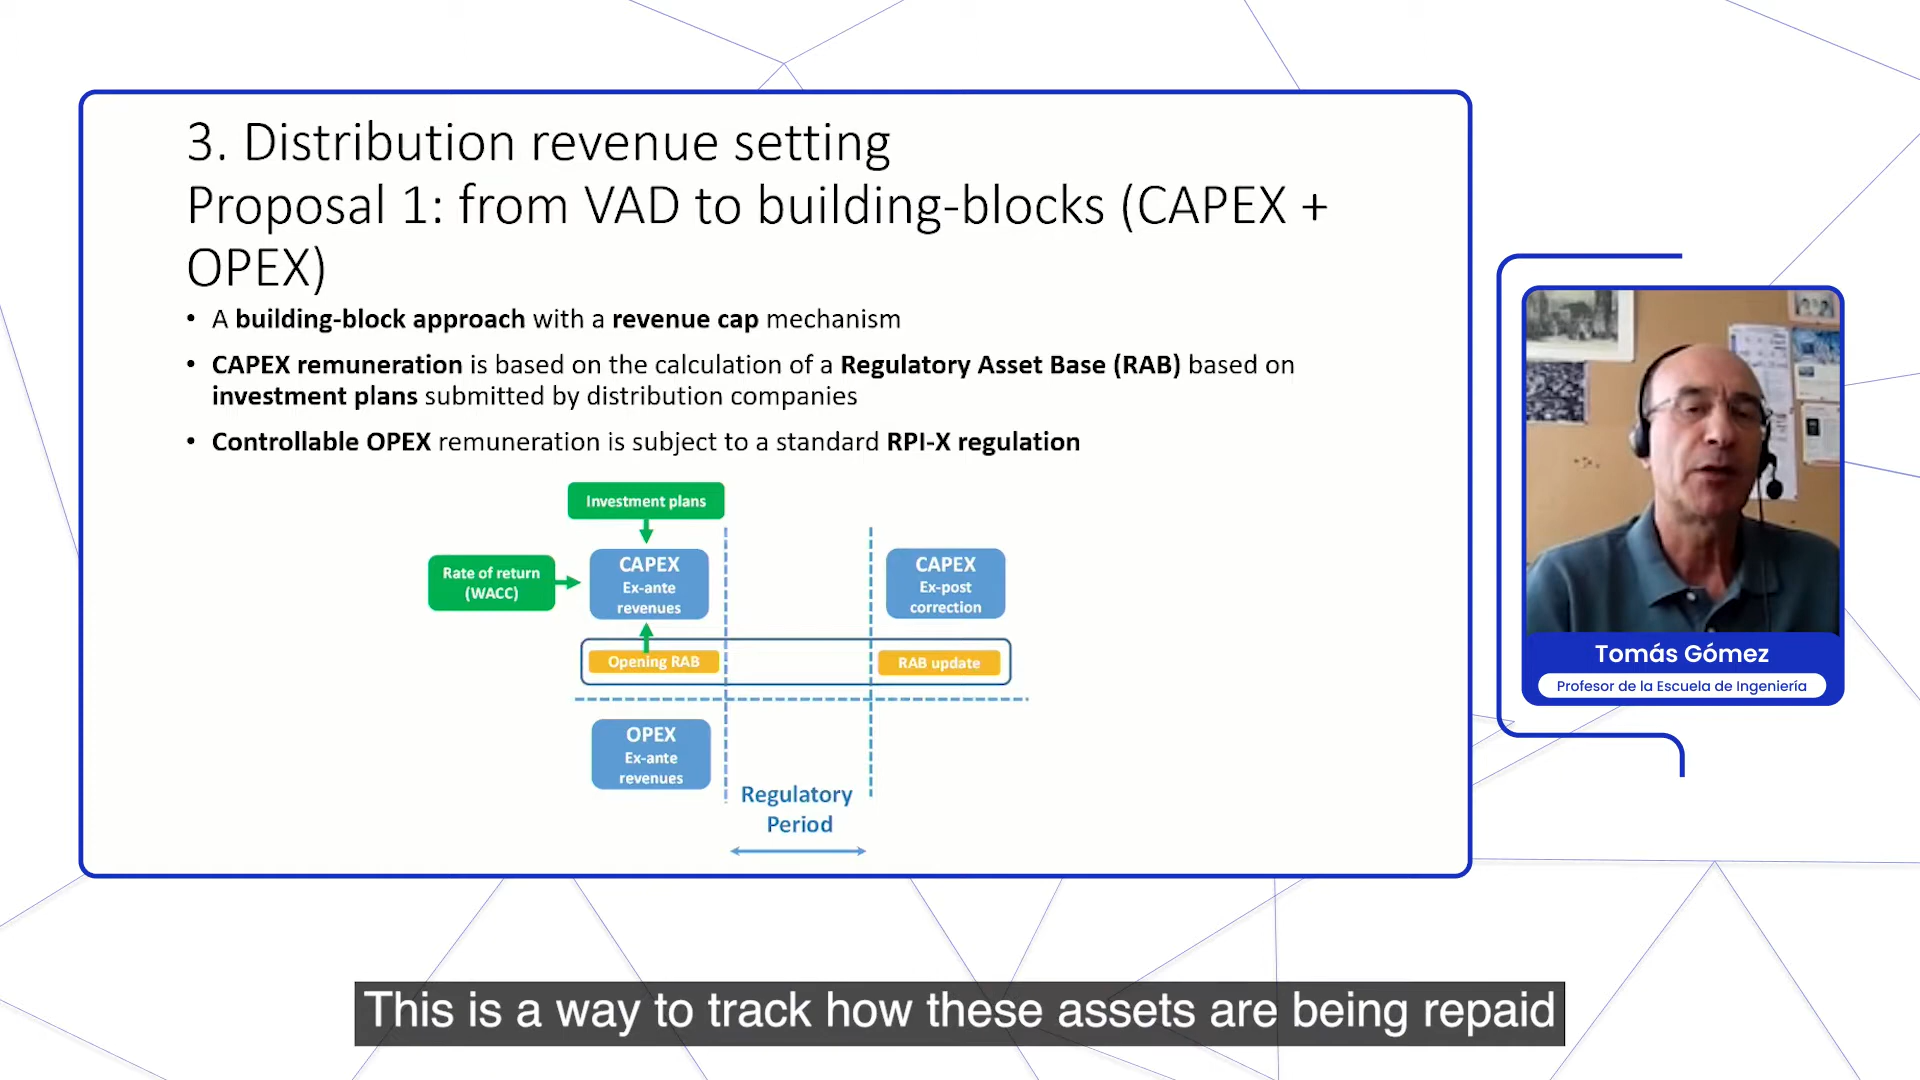 3. Distribution revenue setting
Proposal 1: from VAD to building-blocks (CAPEX +
OPEX)
• A building-block approach with a revenue cap mechanism
• CAPEX remuneration is based on the calculation of a Regulatory Asset Base (RAB) based on
investment plans submitted by distribution companies
• Controllable OPEX remuneration is subject to a standard RPI-X regulation
Investment plans
Rate of return
(WACC)
CAPEX
Ex-ante
revenues
CAPEX
Ex-post
correction
Opening RAB
RAB update
OPEX
Ex-ante
revenues
Regulatory
Period
Tomás Gómez
Profesor de la Escuela de Ingeniería
This is a way to track how these assets are being repaid